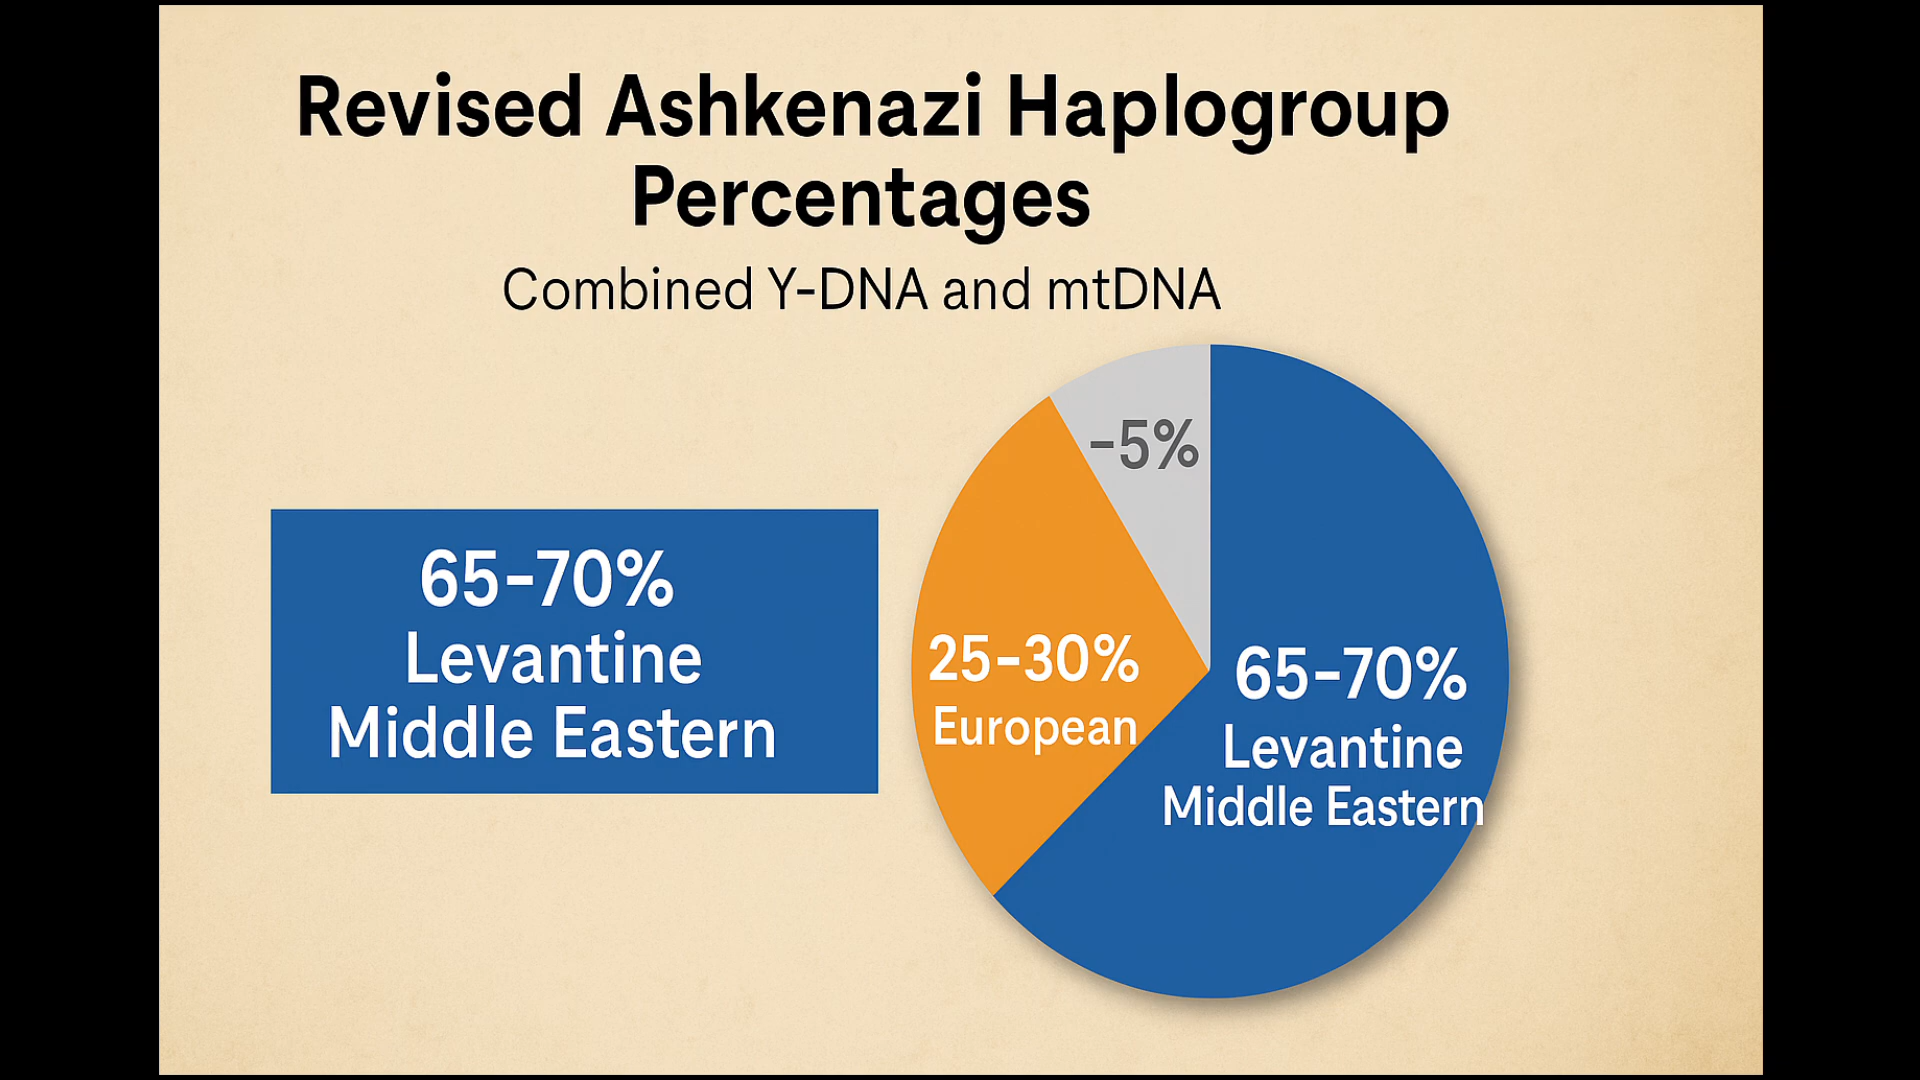 Revised Ashkenazi Haplogroup
Percentages
Combined Y-DNA and mtDNA
65-70%
Levantine
Middle Eastern
-5%
25-30%
European
65-70%
Levantine
Middle Eastern